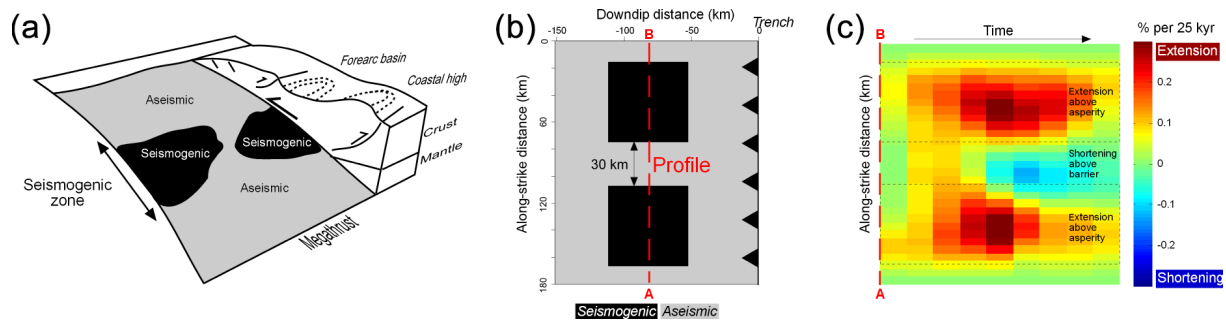 (a)
Forearc basin
Coastal high
Aseismic
Seismogenic
Seismogenic
Crust
Mantle
Aseismic
Seismogenic
zone
Megathrust
(b)
Downdip distance (km)
Trench
B
-150
-100
-50
0
0
60
120
180
Along-strike distance (km)
30 km
Profile
A
Seismogenic
Aseismic
(c)
% per 25 kyr
Time
B
Along-strike distance (km)
Extension
above
asperity
Shortening
above
barrier
Extension
above
asperity
A
Extension
0.2
0.1
0
-0.1
-0.2
Shortening